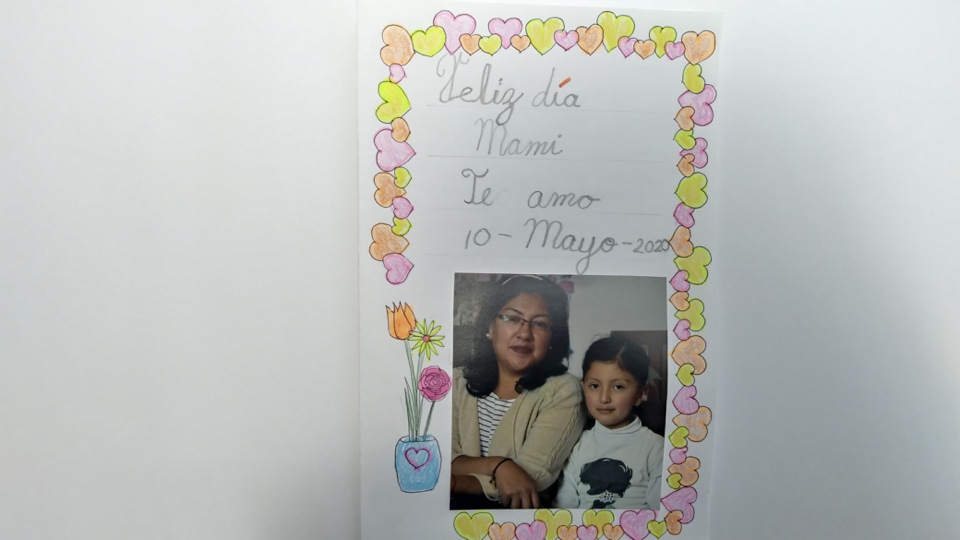 Feliz día
Mami
Te amo
10 - Mayo - 2020